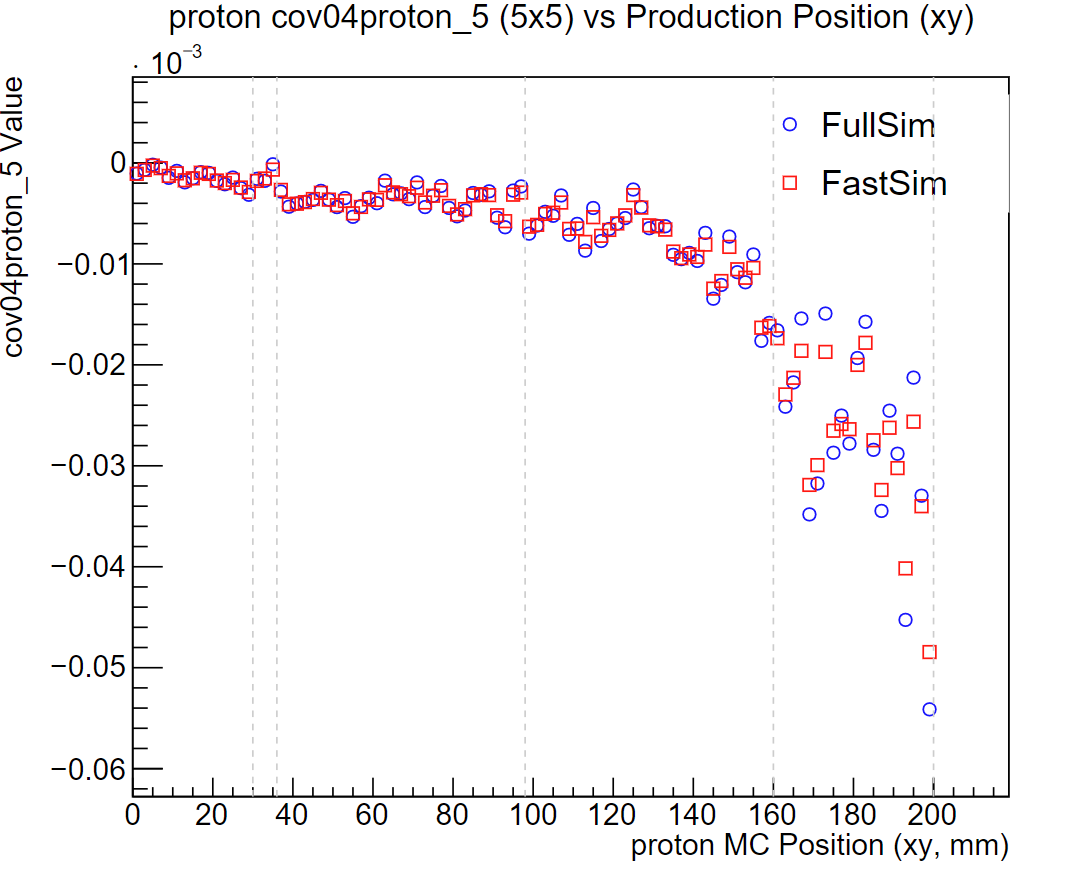 proton cov04proton_5 (5x5) vs Production Position (xy)
· 10−3
cov04proton_5 Value
FullSim
FastSim
0
−0.01
−0.02
−0.03
−0.04
−0.05
−0.06
0 20 40 60 80 100 120 140 160 180 200
proton MC Position (xy, mm)